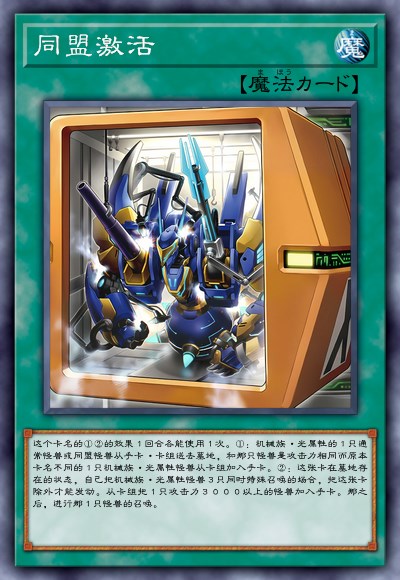 同盟激活
魔
【魔法カード】
まほう
这个卡名的①②的效果1回合各能使用1次。①：机械族·光属性的1只通
常怪兽或同盟怪兽从手卡·卡组送去墓地，和那只怪兽是攻击力相同而原本
卡名不同的1只机械族·光属性怪兽从卡组加入手卡。②：这张卡在墓地存
在的状态，自己把机械族·光属性怪兽3只同时特殊召唤的场合，把这张卡
除外才能发动。从卡组把1只攻击力3000以上的怪兽加入手卡。那之
后，进行那1只怪兽的召唤。